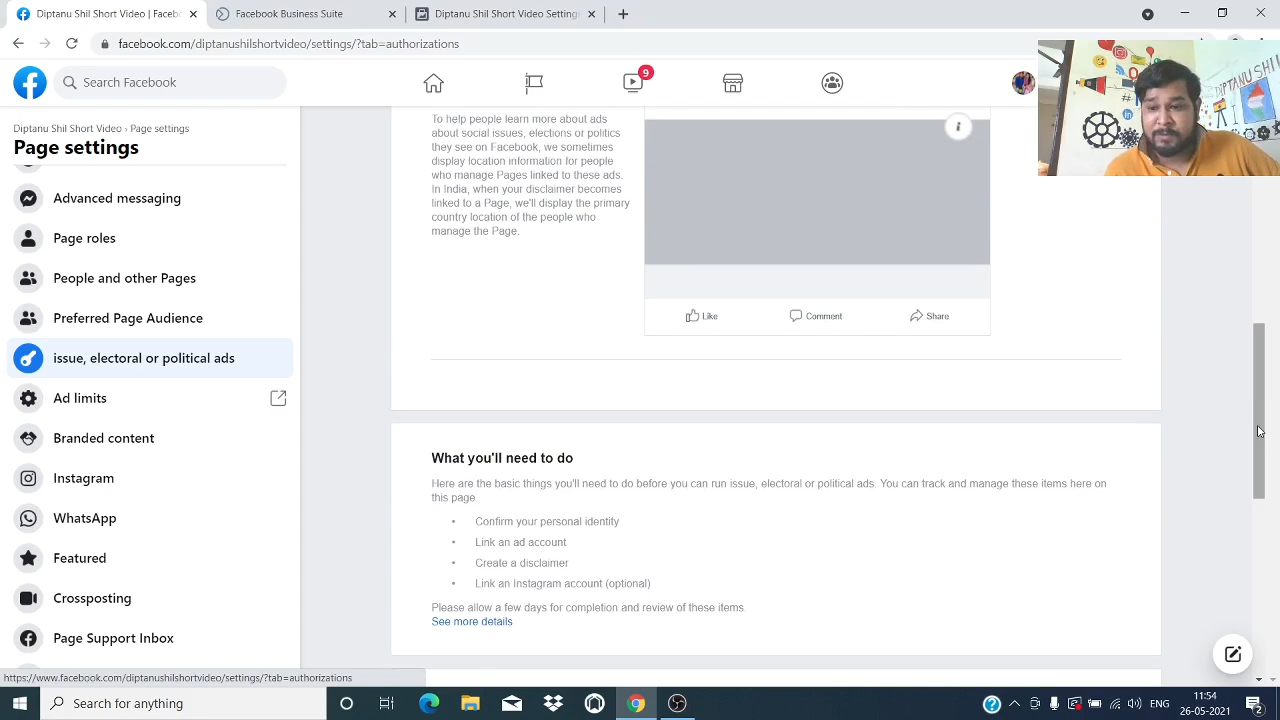 Diptanu Shil Short Video | Faceb
Facebook Business Suite
Diptanu Shil Video Setting
facebook.com/diptanushilshortvideo/settings/?tab=authorizations
Search Facebook
9
DIPTANU SHIL
Diptanu Shil Short Video › Page settings
Page settings
Advanced messaging
Page roles
People and other Pages
Preferred Page Audience
issue, electoral or political ads
Ad limits
Branded content
Instagram
WhatsApp
Featured
Crossposting
Page Support Inbox
To help people learn more about ads
about social issues, elections or politics
they see on Facebook, we sometimes
display location information for people
who manage Pages linked to these ads.
In India, when your disclaimer becomes
linked to a Page, we'll display the primary
country location of the people who
manage the Page.
Like
Comment
Share
What you'll need to do
Here are the basic things you'll need to do before you can run issue, electoral or political ads. You can track and manage these items here on
this page.
• Confirm your personal identity
• Link an ad account
• Create a disclaimer
• Link an Instagram account (optional)
Please allow a few days for completion and review of these items.
See more details
https://www.facebook.com/diptanushilshortvideo/settings/?tab=authorizations
Search for anything
ENG
11:54
26-05-2021
2